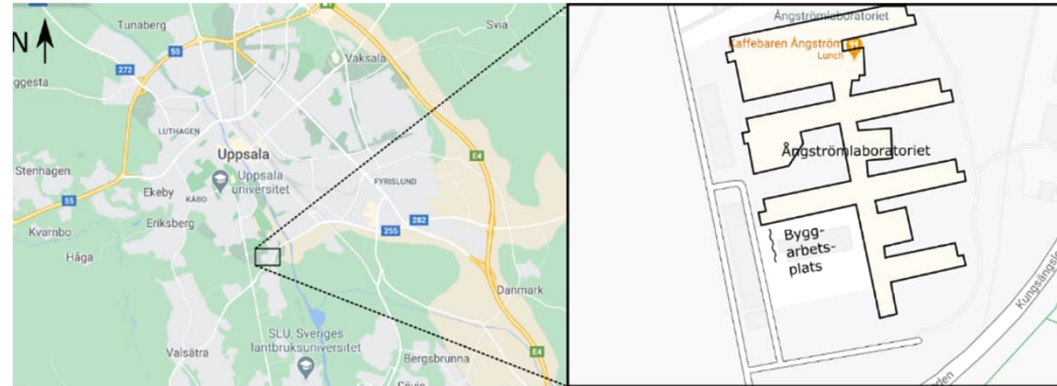 N
Tunaberg
Svia
55
272
Vaksala
ggesta
288
LUTHAGEN
E4
Uppsala
Stenhagen
Uppsala
universitet
FYRISLUND
Ekeby
KÅBO
55
282
Eriksberg
255
Kvarnbo
Håga
Danmark
SLU, Sveriges
lantbruksuniversitet
Valsätra
Bergsbrunna
E4
Ångströmlaboratoriet
Kaffebaren Ångström
Lunch
Ångströmlaboratoriet
Bygg-
arbets-
plats